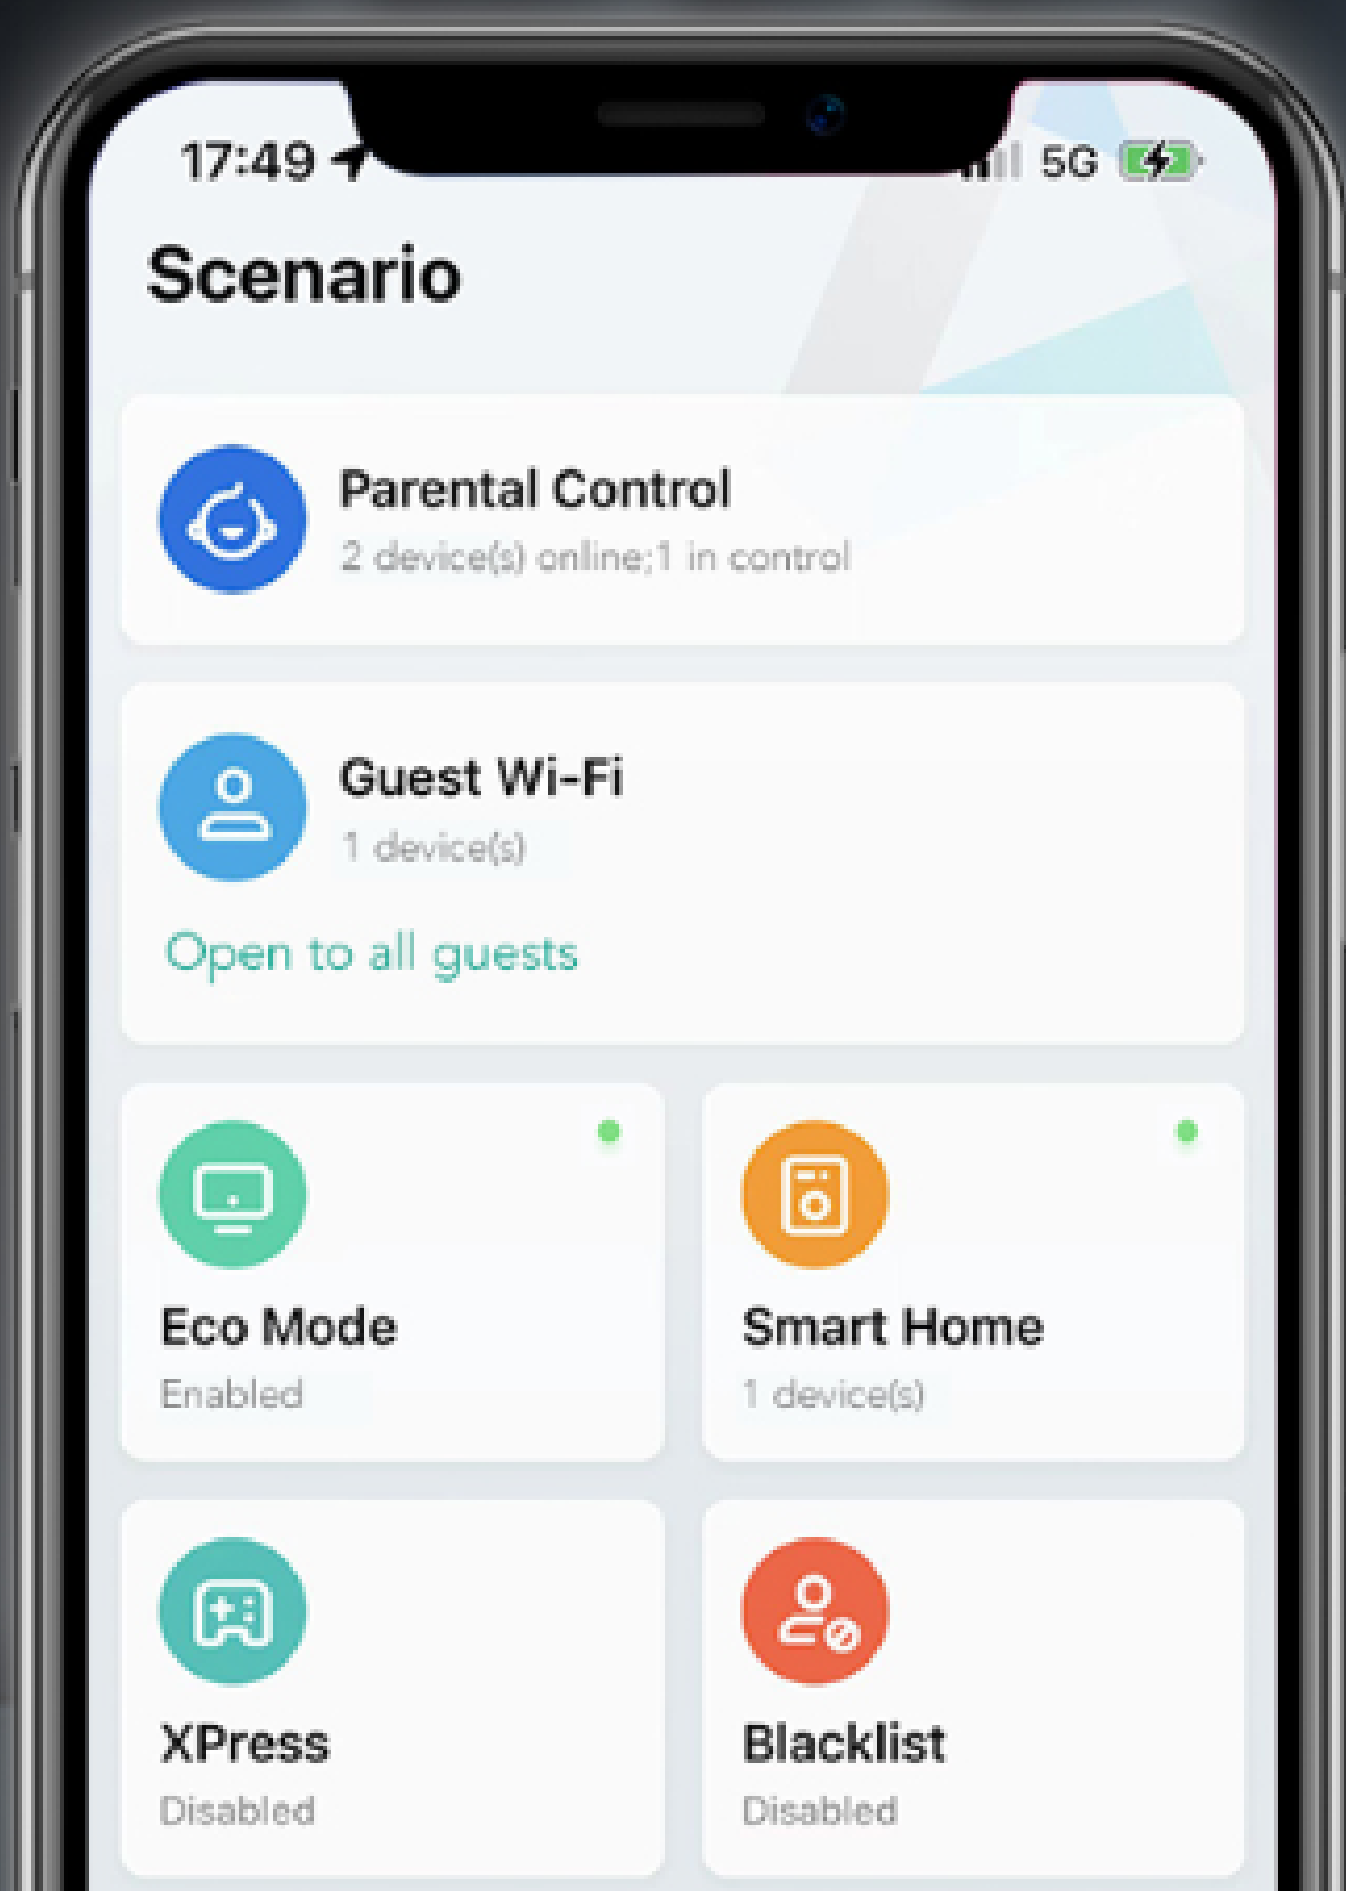 17:49 5G
Scenario
Parental Control
2 device(s) online;1 in control
Guest Wi-Fi
1 device(s)
Open to all guests
Eco Mode
Enabled
Smart Home
1 device(s)
XPress
Disabled
Blacklist
Disabled